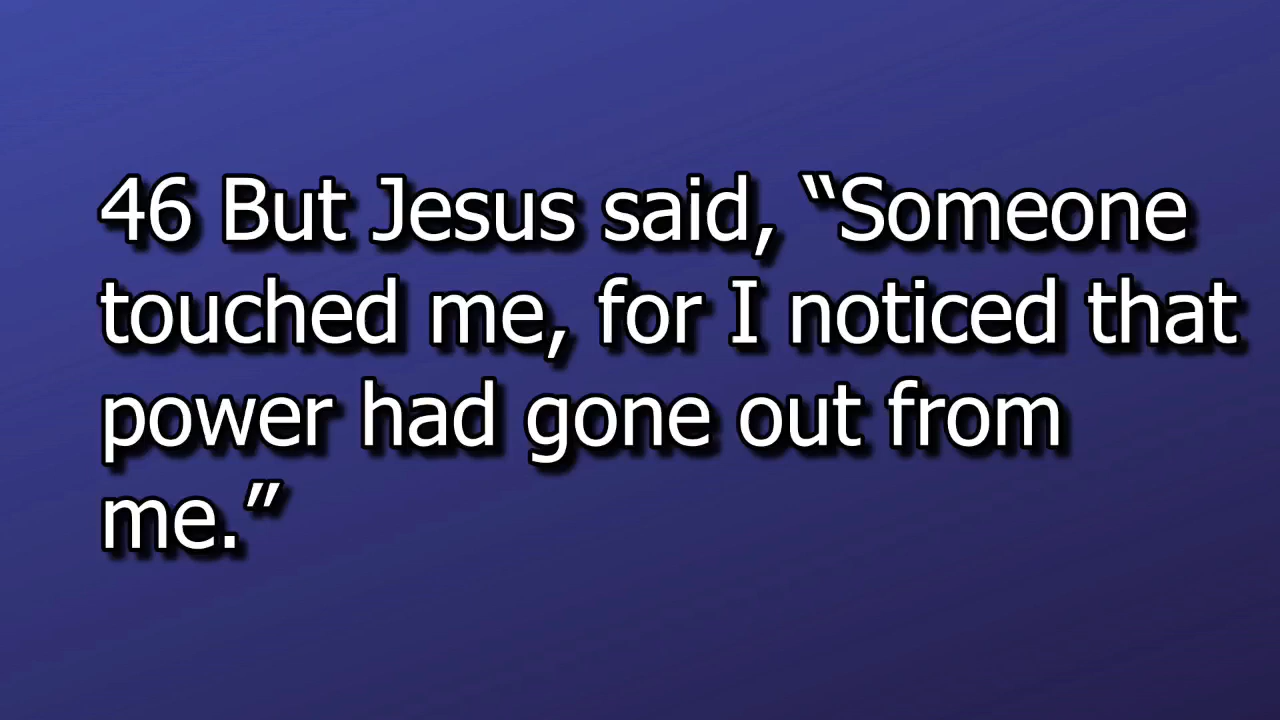 46 But Jesus said, “Someone
touched me, for I noticed that
power had gone out from
me.”